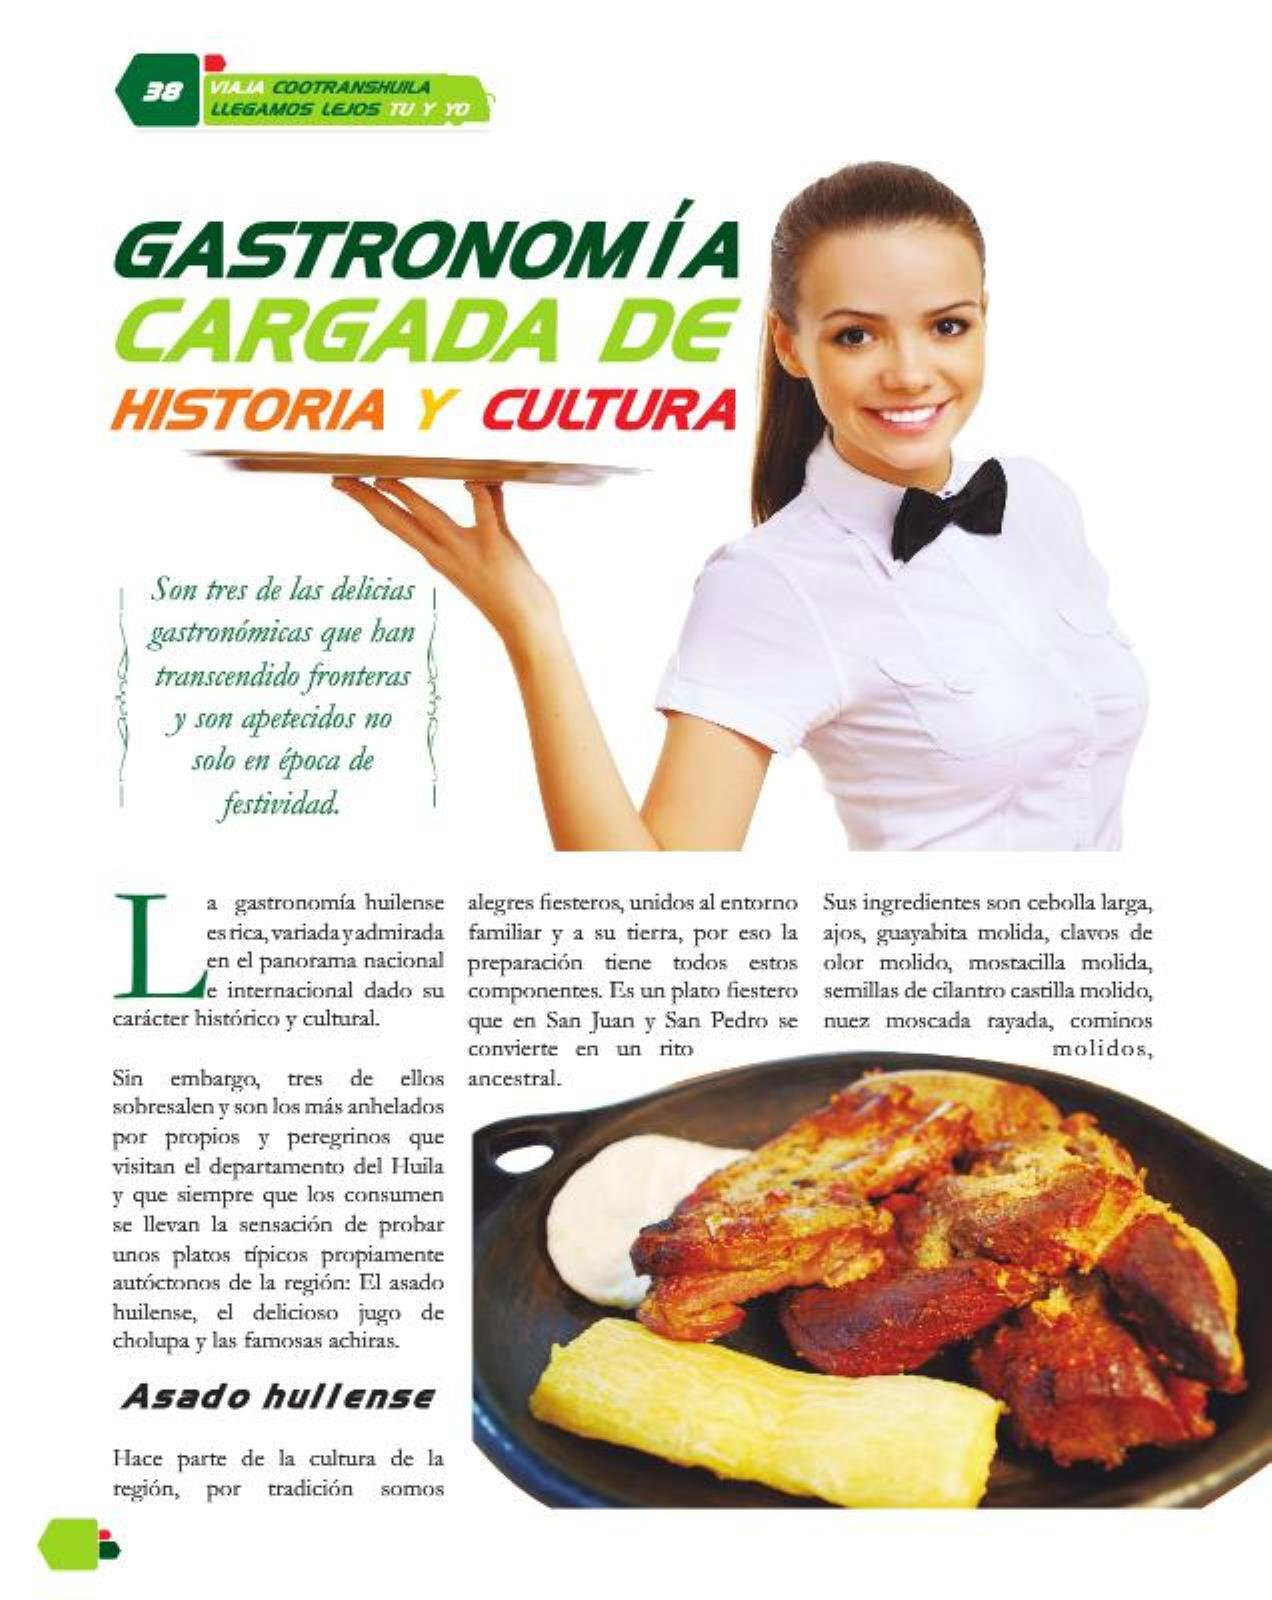 38
VIAJA COOTRANSHUILA
LLEGAMOS LEJOS TU Y YO
GASTRONOMÍA
CARGADA DE
HISTORIA Y CULTURA
Son tres de las delicias
gastronómicas que han
transcendido fronteras
y son apetecidos no
solo en época de
festividad.
La gastronomía huilense
es rica, variada y admirada
en el panorama nacional
e internacional dado su
carácter histórico y cultural.
Sin embargo, tres de ellos
sobresalen y son los más anhelados
por propios y peregrinos que
visitan el departamento del Huila
y que siempre que los consumen
se llevan la sensación de probar
unos platos típicos propiamente
autóctonos de la región: El asado
huilense, el delicioso jugo de
cholupa y las famosas achiras.
Asado huilense
Hace parte de la cultura de la
región, por tradición somos
alegres fiesteros, unidos al entorno
familiar y a su tierra, por eso la
preparación tiene todos estos
componentes. Es un plato fiestero
que en San Juan y San Pedro se
convierte en un rito
ancestral.
Sus ingredientes son cebolla larga,
ajos, guayabita molida, clavos de
olor molido, mostacilla molida,
semillas de cilantro castilla molido,
nuez moscada rayada, cominos
molidos,